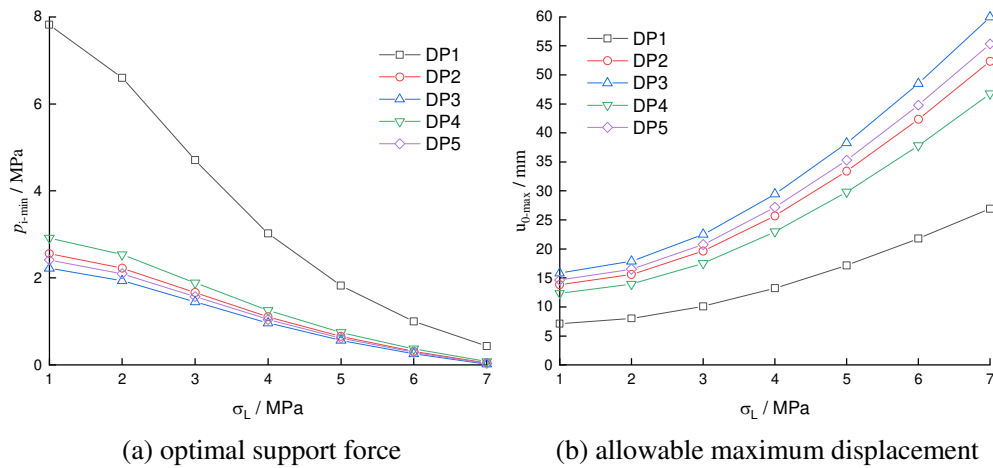 8
6
4
2
0
p_i-min / MPa
DP1
DP2
DP3
DP4
DP5
1 2 3 4 5 6 7
σ_L / MPa
(a) optimal support force
60
55
50
45
40
35
30
25
20
15
10
5
0
u_0-max / mm
DP1
DP2
DP3
DP4
DP5
1 2 3 4 5 6 7
σ_L / MPa
(b) allowable maximum displacement